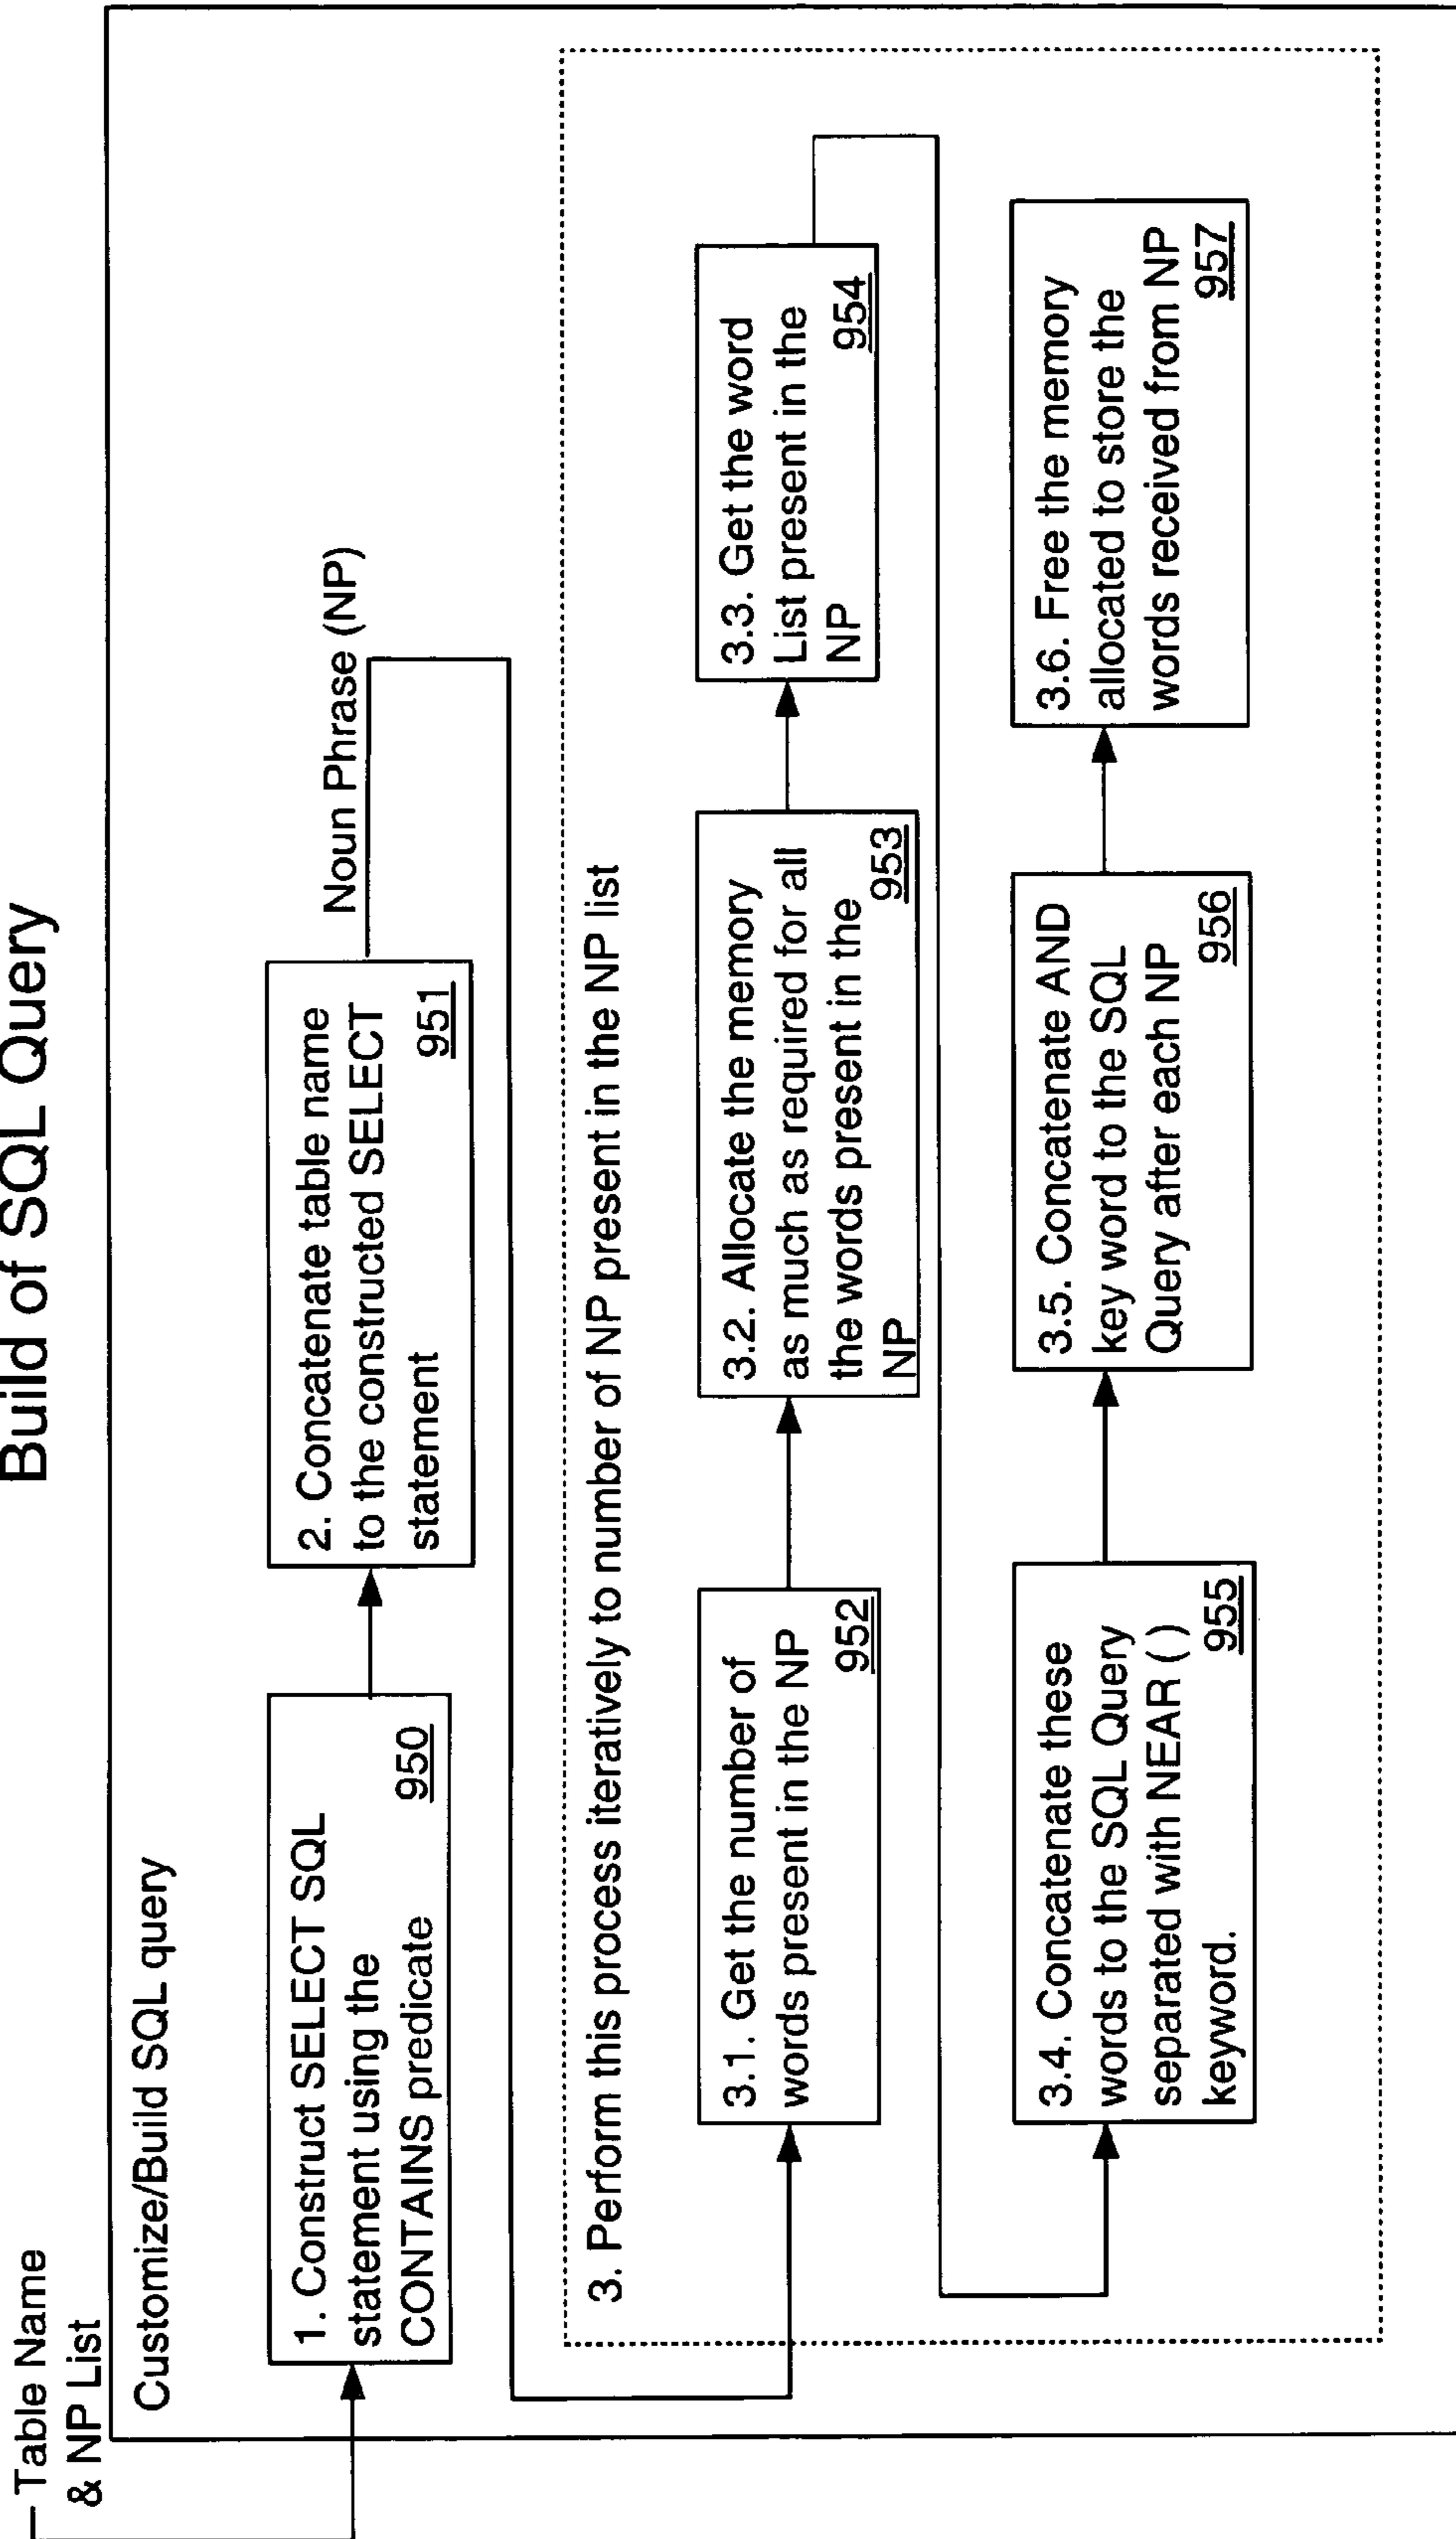 Build of SQL Query
Table Name
& NP List
Customize/Build SQL query
1. Construct SELECT SQL
statement using the
CONTAINS predicate
950
2. Concatenate table name
to the constructed SELECT
statement
951
Noun Phrase (NP)
3. Perform this process iteratively to number of NP present in the NP list
3.1. Get the number of
words present in the NP
952
3.2. Allocate the memory
as much as required for all
the words present in the
NP
953
3.3. Get the word
List present in the
NP
954
3.4. Concatenate these
words to the SQL Query
separated with NEAR ( )
keyword.
955
3.5. Concatenate AND
key word to the SQL
Query after each NP
956
3.6. Free the memory
allocated to store the
words received from NP
957